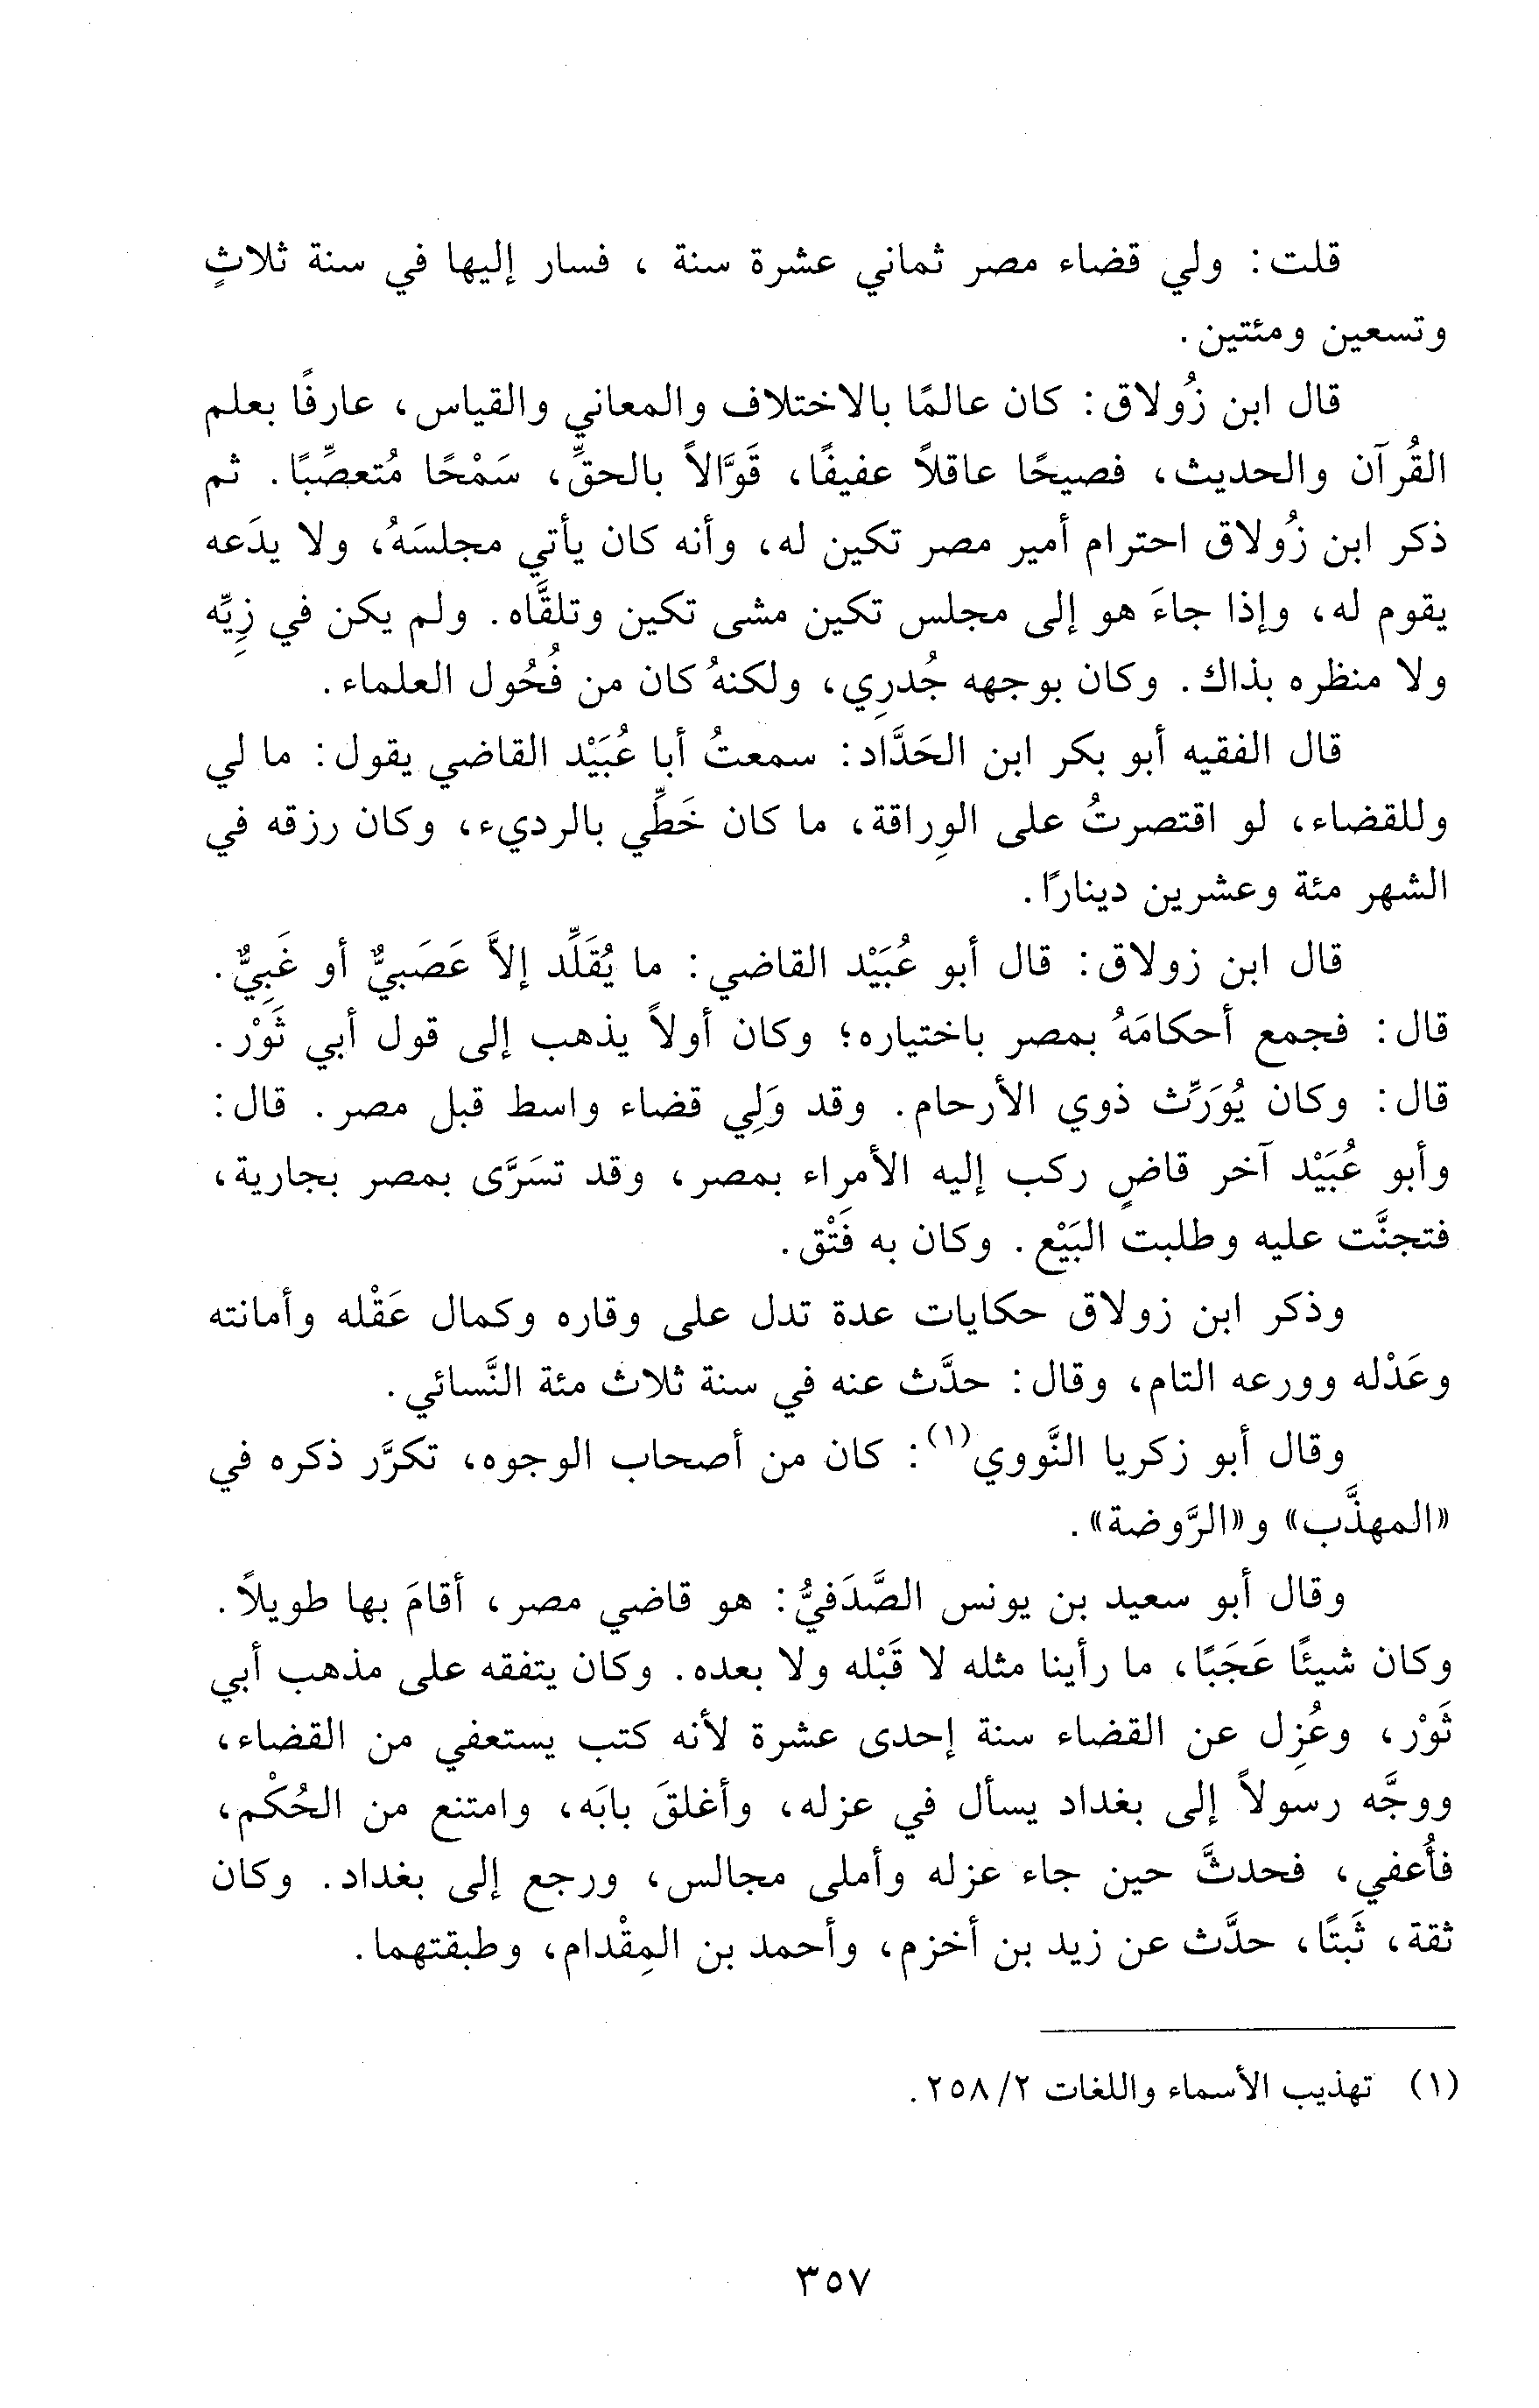 قلت: ولي قضاء مصر ثماني عشرة سنة ، فسار إليها في سنة ثلاثٍ
وتسعين ومئتين.
قال ابن زُولاق: كان عالمًا بالاختلاف والمعاني والقياس، عارفًا بعلم
القُرآن والحديث، فصيحًا عاقلاً عفيفًا، قَوَّالاً بالحقِّ، سَمْحًا مُتعصِّبًا. ثم
ذكر ابن زُولاق احترام أمير مصر تكين له، وأنه كان يأتي مجلسَهُ، ولا يدَعه
يقوم له، وإذا جاءَ هو إلى مجلس تكين مشى تكين وتلقَّاه. ولم يكن في زِيِّه
ولا منظره بذاك. وكان بوجهه جُدرِي، ولكنهُ كان من فُحُول العلماء.
قال الفقيه أبو بكر ابن الحَدَّاد: سمعتُ أبا عُبَيْد القاضي يقول: ما لي
وللقضاء، لو اقتصرتُ على الوِراقة، ما كان خَطِّي بالرديء، وكان رزقه في
الشهر مئة وعشرين دينارًا.
قال ابن زولاق: قال أبو عُبَيْد القاضي: ما يُقَلِّد إلاَّ عَصَبيٌّ أو غَبِيٌّ.
قال: فجمع أحكامَهُ بمصر باختياره؛ وكان أولاً يذهب إلى قول أبي ثَوْر.
قال: وكان يُوَرِّث ذوي الأرحام. وقد وَلِي قضاء واسط قبل مصر. قال:
وأبو عُبَيْد آخر قاضٍ ركب إليه الأمراء بمصر، وقد تسَرَّى بمصر بجارية،
فتجنَّت عليه وطلبت البَيْع. وكان به فَتْق.
وذكر ابن زولاق حكايات عدة تدل على وقاره وكمال عَقْله وأمانته
وعَدْله وورعه التام، وقال: حدَّث عنه في سنة ثلاث مئة النَّسائي.
وقال أبو زكريا النَّووي(١): كان من أصحاب الوجوه، تكرَّر ذكره في
«المهذَّب» و«الرَّوضة».
وقال أبو سعيد بن يونس الصَّدَفيُّ: هو قاضي مصر، أقامَ بها طويلاً.
وكان شيئًا عَجَبًا، ما رأينا مثله لا قَبْله ولا بعده. وكان يتفقه على مذهب أبي
ثَوْر، وعُزِل عن القضاء سنة إحدى عشرة لأنه كتب يستعفي من القضاء،
ووجَّه رسولاً إلى بغداد يسأل في عزله، وأغلقَ بابَه، وامتنع من الحُكْم،
فأُعفي، فحدثَّ حين جاء عزله وأملى مجالس، ورجع إلى بغداد. وكان
ثقة، ثَبتًا، حدَّث عن زيد بن أخزم، وأحمد بن المِقْدام، وطبقتهما.
(١) تهذيب الأسماء واللغات ٢/ ٢٥٨.
٣٥٧